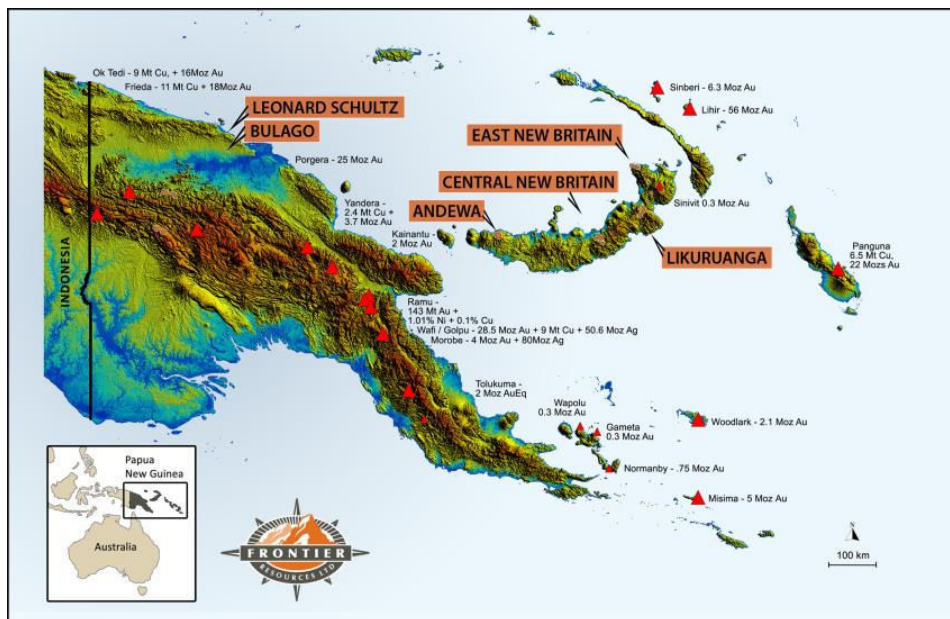 Ok Tedi - 9 Mt Cu, + 16Moz Au
Frieda - 11 Mt Cu + 18Moz Au
LEONARD SCHULTZ
BULAGO
Porgera - 25 Moz Au
Yandera -
2.4 Mt Cu +
3.7 Moz Au
Kainantu -
2 Moz Au
EAST NEW BRITAIN
CENTRAL NEW BRITAIN
ANDEWA
Sinberi - 6.3 Moz Au
Lihir - 56 Moz Au
Sinivit 0.3 Moz Au
LIKURUANGA
Panguna
6.5 Mt Cu,
22 Mozs Au
INDONESIA
Ramu -
143 Mt Au +
1.01% Ni + 0.1% Cu
Wafi / Golpu - 28.5 Moz Au + 9 Mt Cu + 50.6 Moz Ag
Morobe - 4 Moz Au + 80Moz Ag
Tolukuma -
2 Moz AuEq
Wapolu
0.3 Moz Au
Gameta
0.3 Moz Au
Woodlark - 2.1 Moz Au
Normanby - .75 Moz Au
Misima - 5 Moz Au
Papua
New Guinea
Australia
FRONTIER
RESOURCES LTD
N
100 km